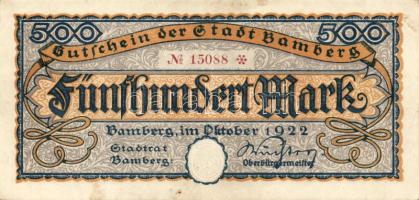 500 500
Gutschein der Stadt Bamberg
№ 15088 *
Fünfhundert Mark
Bamberg, im Oktober 1922
Stadtrat
Bamberg:
Oberbürgermeister